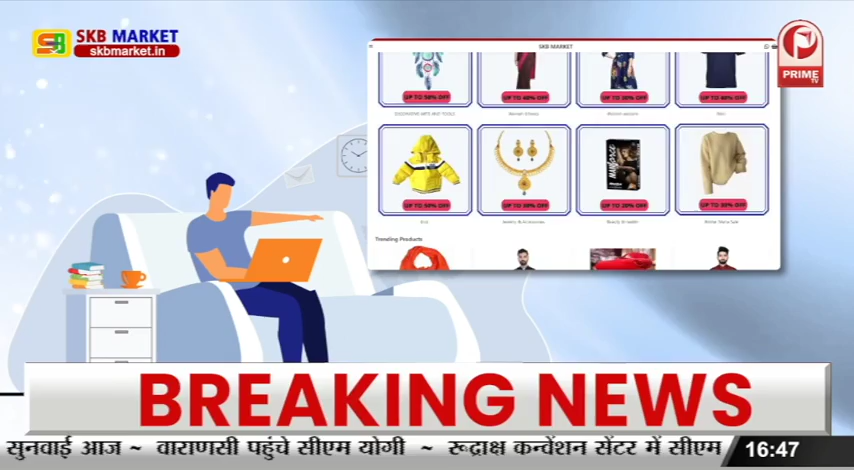 SKB MARKET
skbmarket.in
SKB MARKET
PRIME
TV
UP TO 50% OFF
UP TO 40% OFF
UP TO 30% OFF
UP TO 40% OFF
UP TO 50% OFF
UP TO 30% OFF
UP TO 20% OFF
UP TO 30% OFF
Trending Products
BREAKING NEWS
सुनवाई आज ~ वाराणसी पहुंचे सीएम योगी ~ रूद्राक्ष कन्वेंशन सेंटर में सीएम
16:47